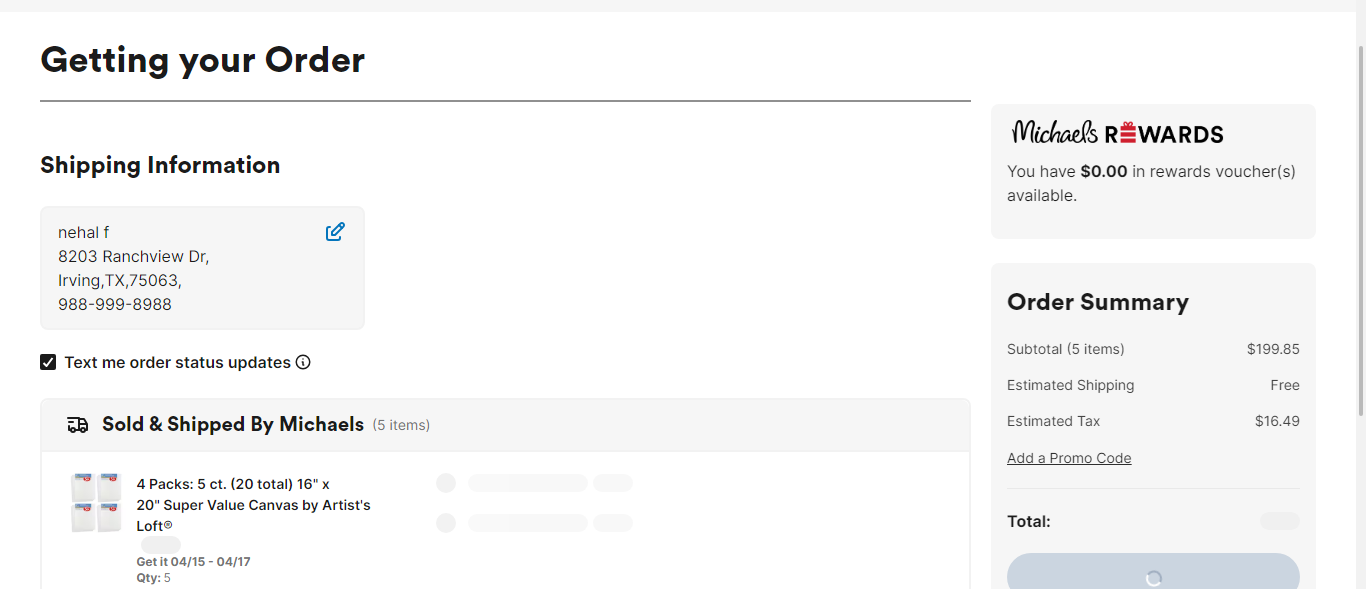 Getting your Order
Shipping Information
nehal f
8203 Ranchview Dr,
Irving,TX,75063,
988-999-8988
Text me order status updates
Sold & Shipped By Michaels (5 items)
4 Packs: 5 ct. (20 total) 16" x
20" Super Value Canvas by Artist's
Loft®
Get it 04/15 - 04/17
Qty: 5
Michaels REWARDS
You have $0.00 in rewards voucher(s)
available.
Order Summary
Subtotal (5 items) $199.85
Estimated Shipping Free
Estimated Tax $16.49
Add a Promo Code
Total: